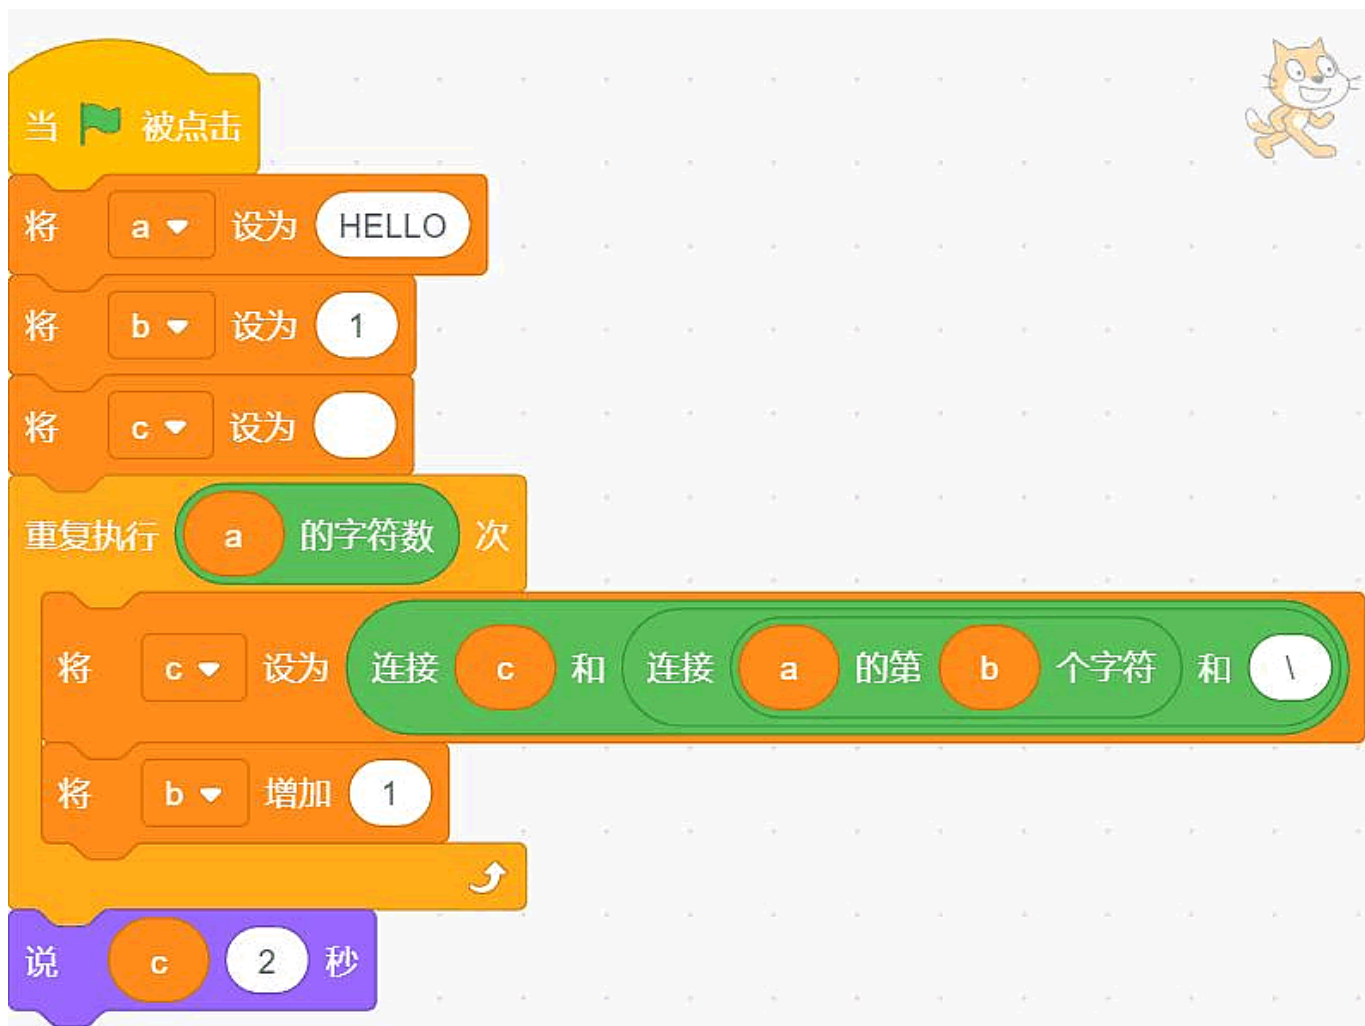 当 被点击
将 a 设为 HELLO
将 b 设为 1
将 c 设为
重复执行 a 的字符数 次
将 c 设为 连接 c 和 连接 a 的第 b 个字符 和 \
将 b 增加 1
说 c 2 秒